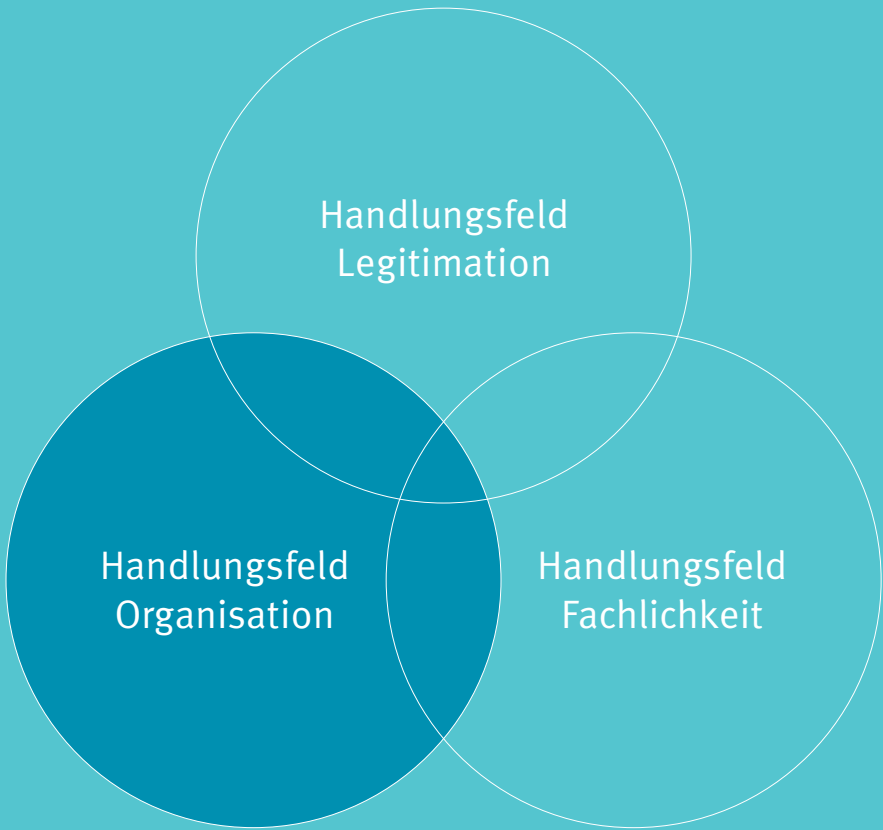 Handlungsfeld
Legitimation
Handlungsfeld
Organisation
Handlungsfeld
Fachlichkeit